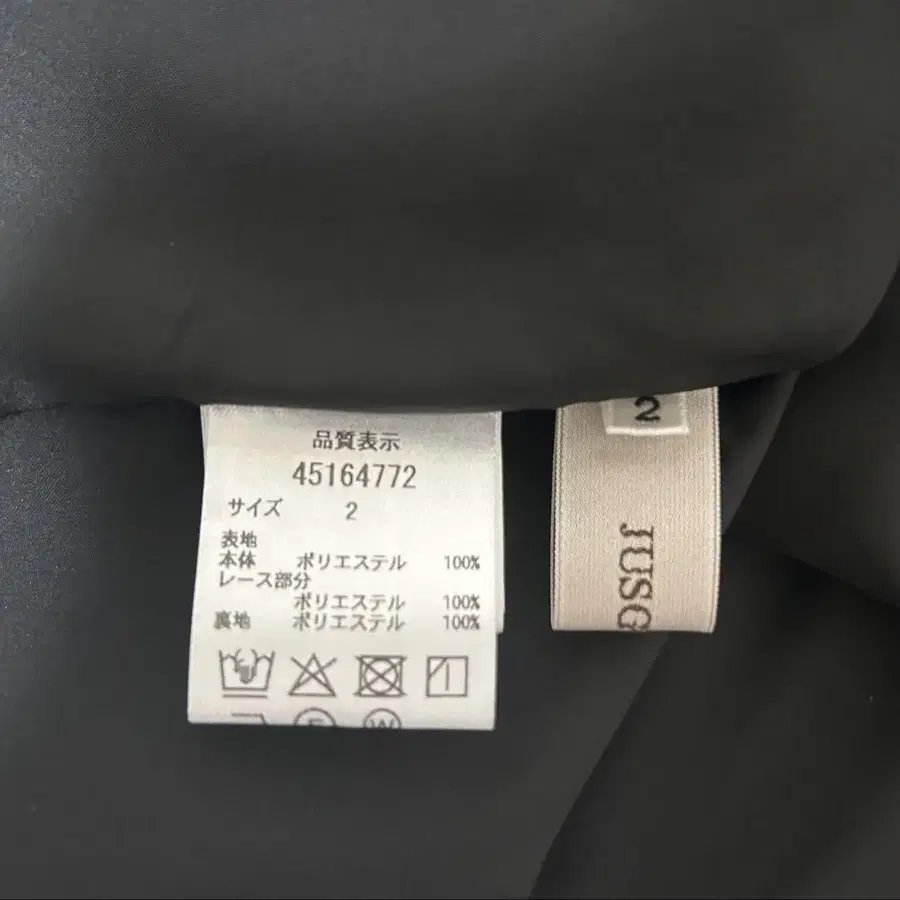 品質表示
45164772
サイズ 2
表地
本体 ポリエステル 100%
レース部分
ポリエステル 100%
裏地 ポリエステル 100%
F W
2
JUSG